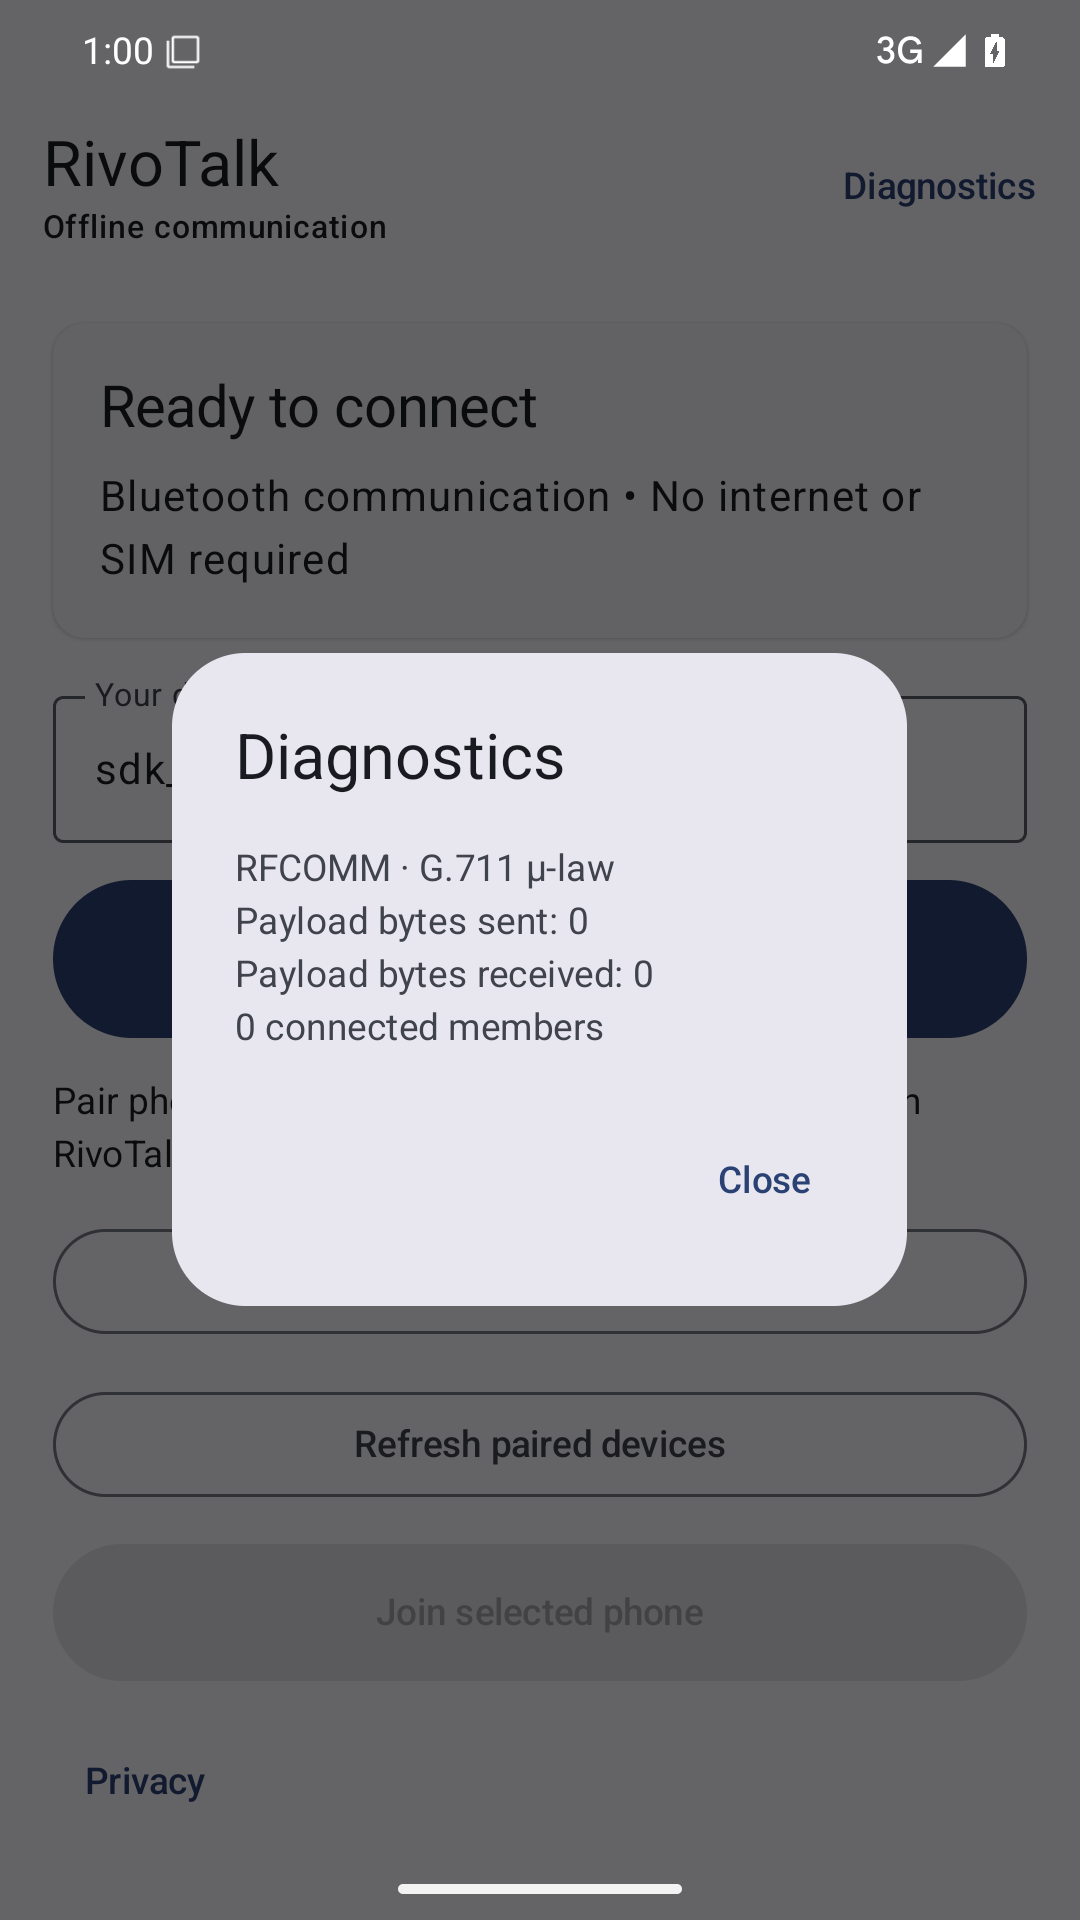 1:00
3G
RivoTalk
Diagnostics
Offline communication
Ready to connect
Bluetooth communication • No internet or
SIM required
Your
sdk_
Diagnostics
RFCOMM · G.711 µ-law
Payload bytes sent: 0
Payload bytes received: 0
0 connected members
Close
Pair
RivoTal
Refresh paired devices
Join selected phone
Privacy